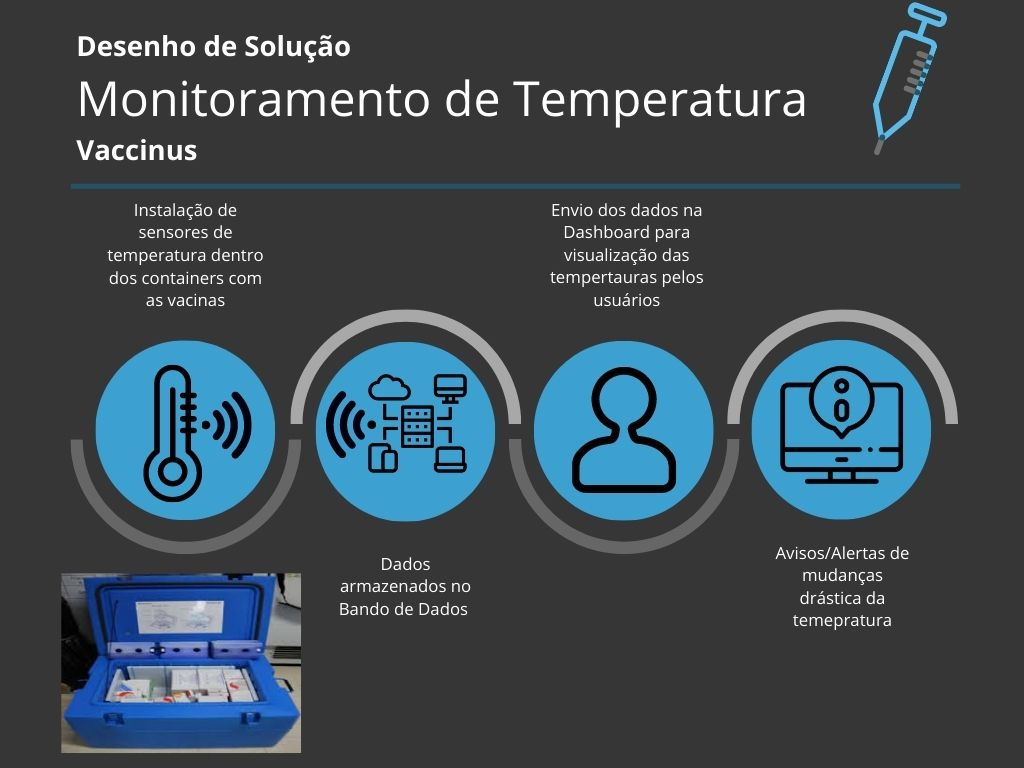 Desenho de Solução
Monitoramento de Temperatura
Vaccinus
Instalação de
sensores de
temperatura dentro
dos containers com
as vacinas
Dados
armazenados no
Bando de Dados
Envio dos dados na
Dashboard para
visualização das
tempertauras pelos
usuários
Avisos/Alertas de
mudanças
drástica da
temepratura